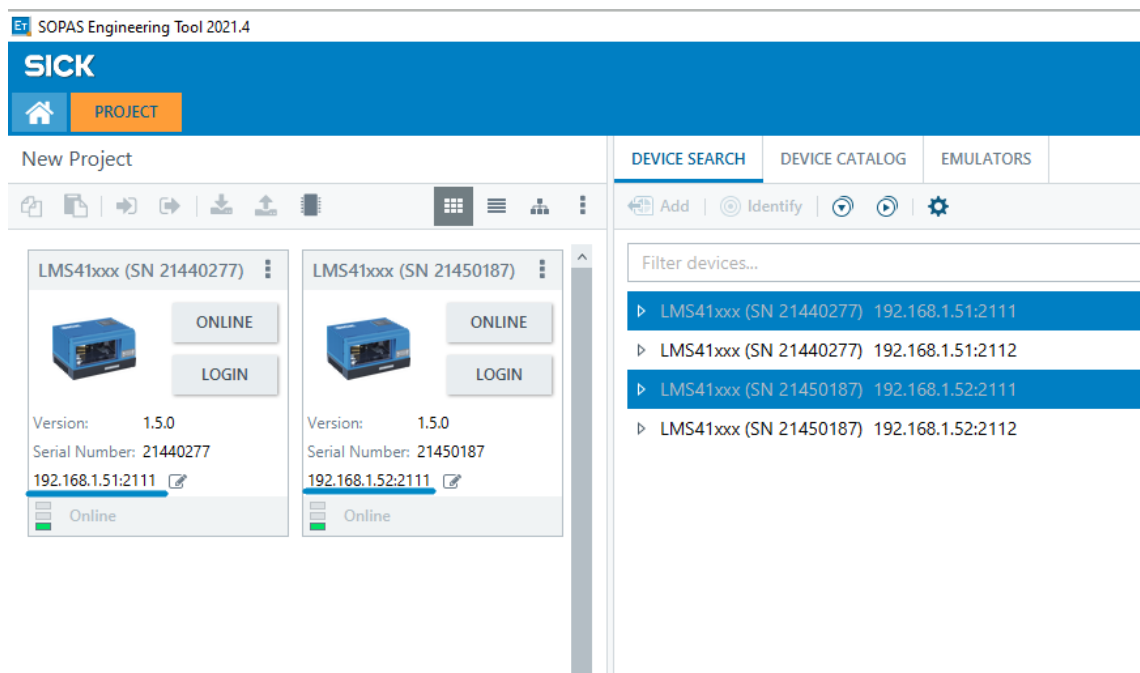 SOPAS Engineering Tool 2021.4
SICK
PROJECT
New Project
DEVICE SEARCH
DEVICE CATALOG
EMULATORS
Add
Identify
Filter devices...
LMS41xxx (SN 21440277)
ONLINE
LOGIN
Version: 1.5.0
Serial Number: 21440277
192.168.1.51:2111
Online
LMS41xxx (SN 21450187)
ONLINE
LOGIN
Version: 1.5.0
Serial Number: 21450187
192.168.1.52:2111
Online
LMS41xxx (SN 21440277) 192.168.1.51:2111
LMS41xxx (SN 21440277) 192.168.1.51:2112
LMS41xxx (SN 21450187) 192.168.1.52:2111
LMS41xxx (SN 21450187) 192.168.1.52:2112